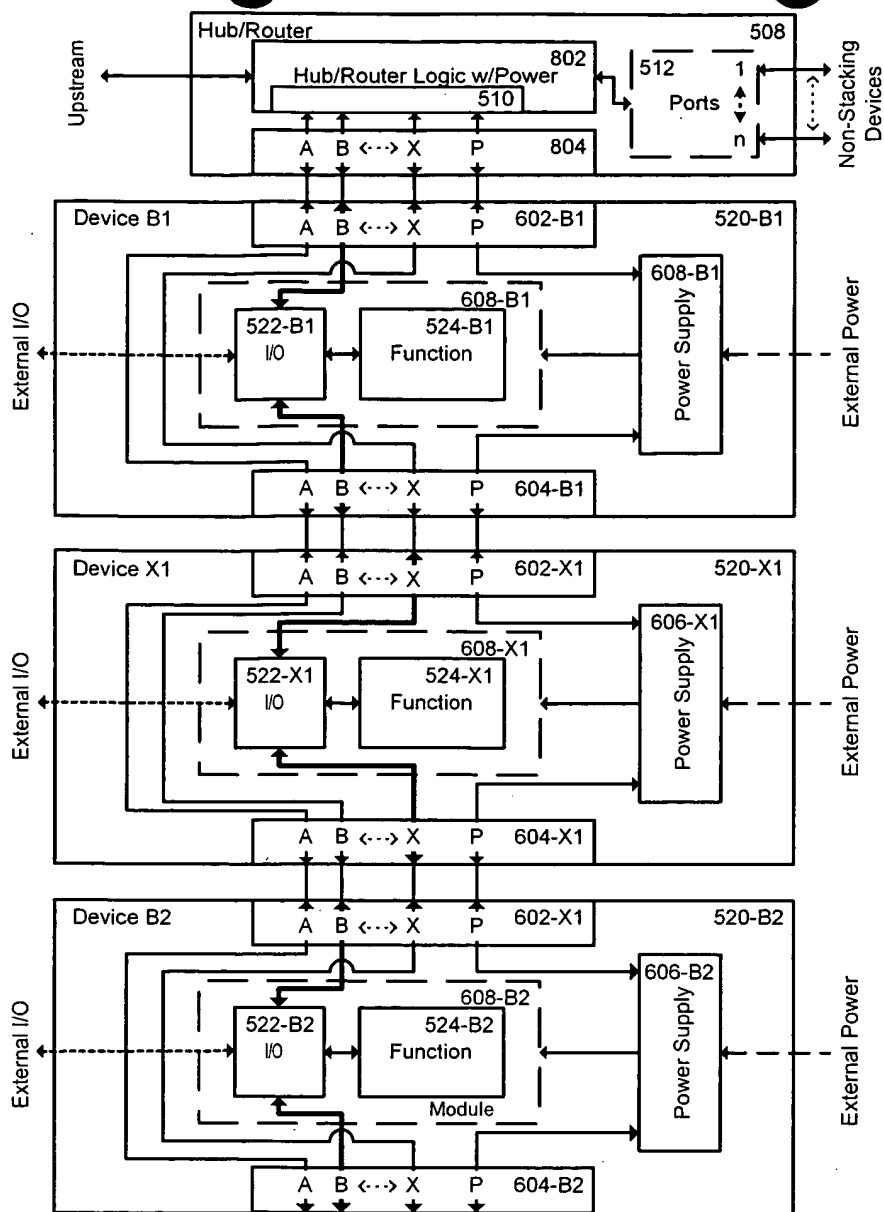 Hub/Router 508
802
Hub/Router Logic w/Power
510
512 1
Ports
n
Upstream
Non-Stacking
Devices
A B <···> X P 804
Device B1 A B <···> X P 602-B1 520-B1
608-B1
608-B1
522-B1
I/O
524-B1
Function
Power Supply
External I/O
External Power
A B <···> X P 604-B1
Device X1 A B <···> X P 602-X1 520-X1
608-X1
606-X1
522-X1
I/O
524-X1
Function
Power Supply
External I/O
External Power
A B <···> X P 604-X1
Device B2 A B <···> X P 602-X1 520-B2
608-B2
606-B2
522-B2
I/O
524-B2
Function
Module
Power Supply
External I/O
External Power
A B <···> X P 604-B2